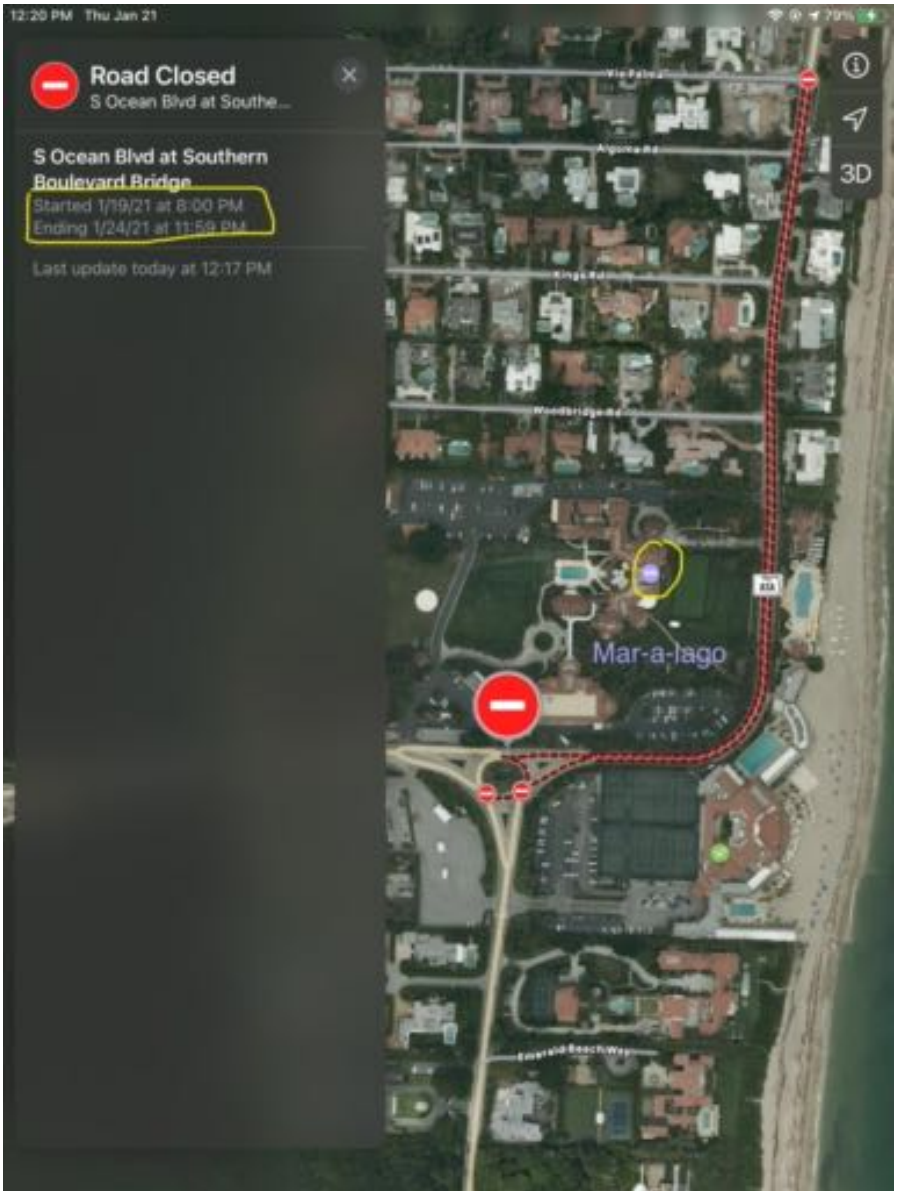 12:20 PM Thu Jan 21
79%
Road Closed
S Ocean Blvd at Southe...
S Ocean Blvd at Southern
Boulevard Bridge
Started 1/19/21 at 8:00 PM
Ending 1/24/21 at 11:59 PM
Last update today at 12:17 PM
3D
Algoma Rd
Kings Rd
Woodbridge Rd
A1A
Mar-a-lago
Emerald Beach Way